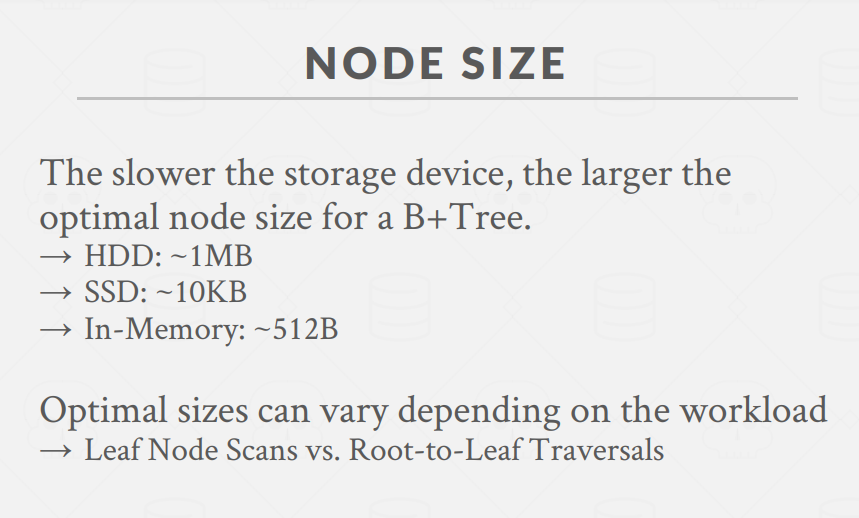 NODE SIZE
The slower the storage device, the larger the
optimal node size for a B+Tree.
→ HDD: ~1MB
→ SSD: ~10KB
→ In-Memory: ~512B
Optimal sizes can vary depending on the workload
→ Leaf Node Scans vs. Root-to-Leaf Traversals